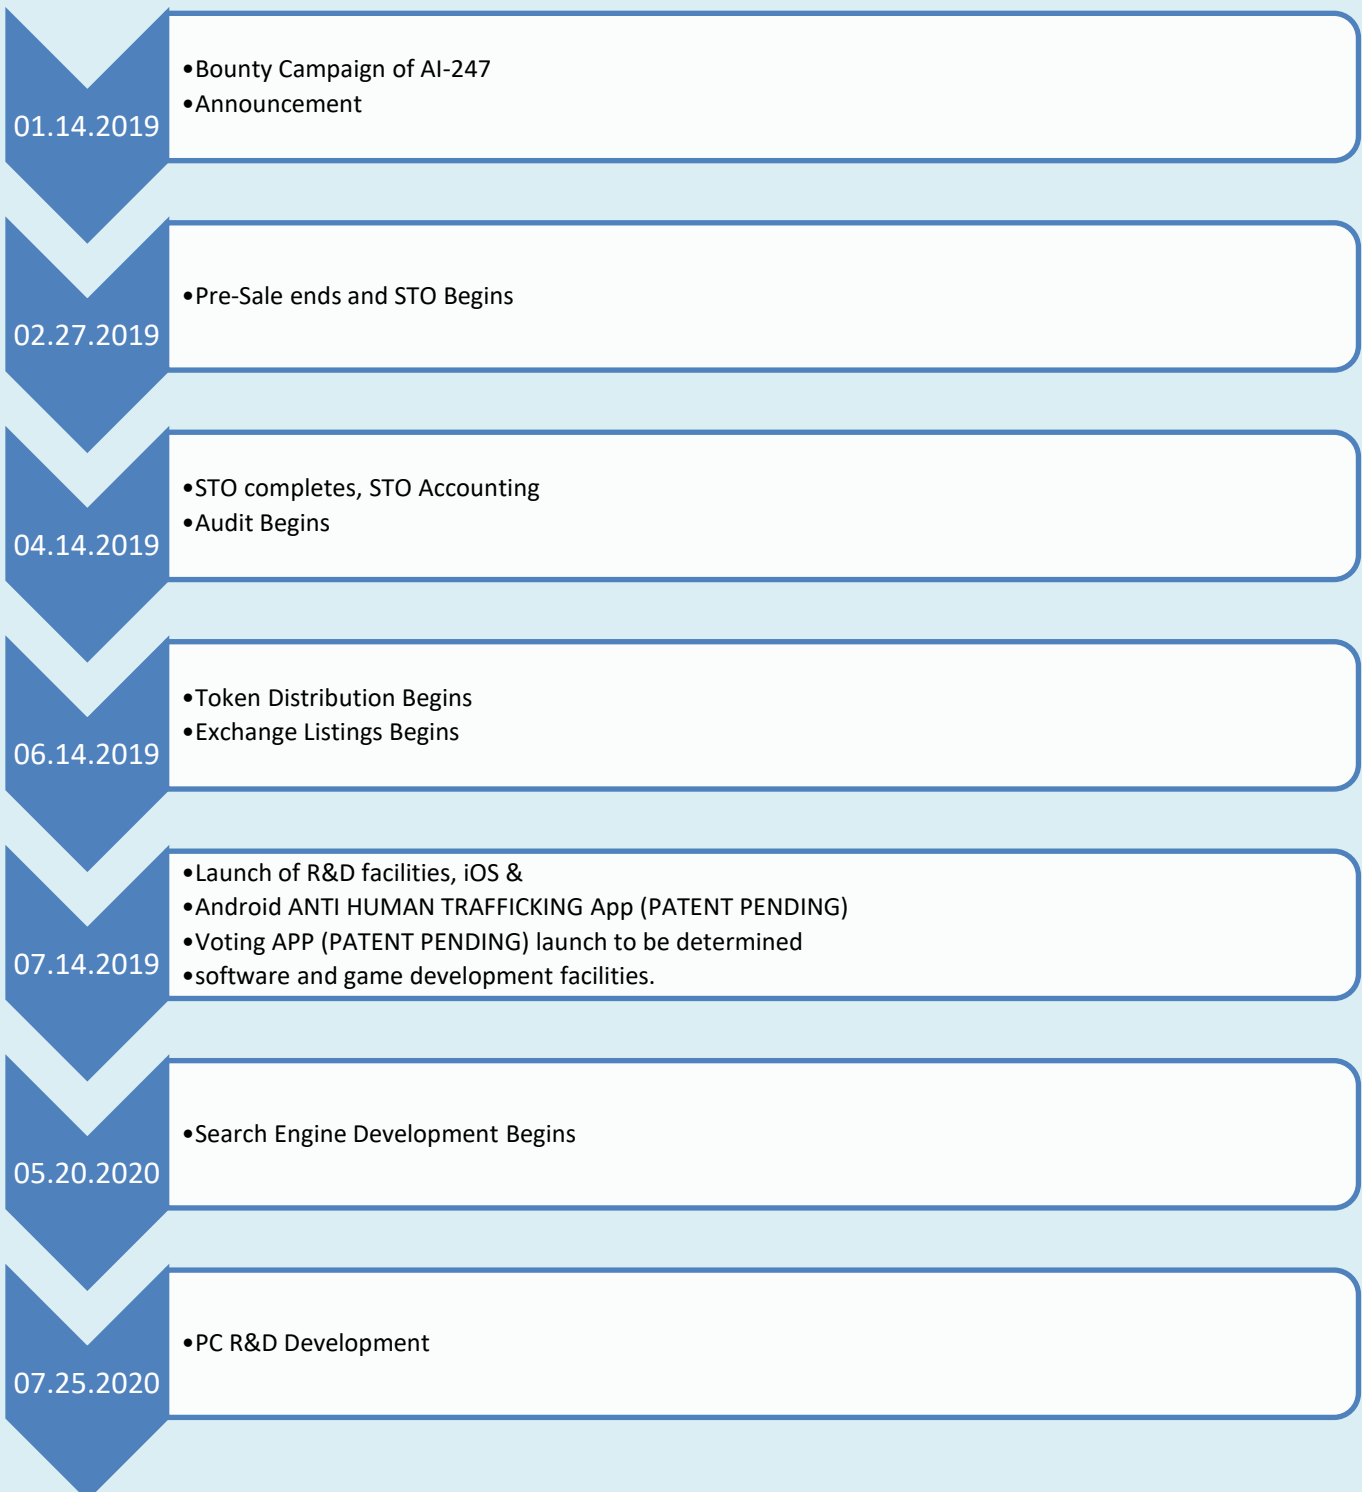 01.14.2019
•Bounty Campaign of AI-247
•Announcement
02.27.2019
•Pre-Sale ends and STO Begins
04.14.2019
•STO completes, STO Accounting
•Audit Begins
06.14.2019
•Token Distribution Begins
•Exchange Listings Begins
07.14.2019
•Launch of R&D facilities, iOS &
•Android ANTI HUMAN TRAFFICKING App (PATENT PENDING)
•Voting APP (PATENT PENDING) launch to be determined
•software and game development facilities.
05.20.2020
•Search Engine Development Begins
07.25.2020
•PC R&D Development